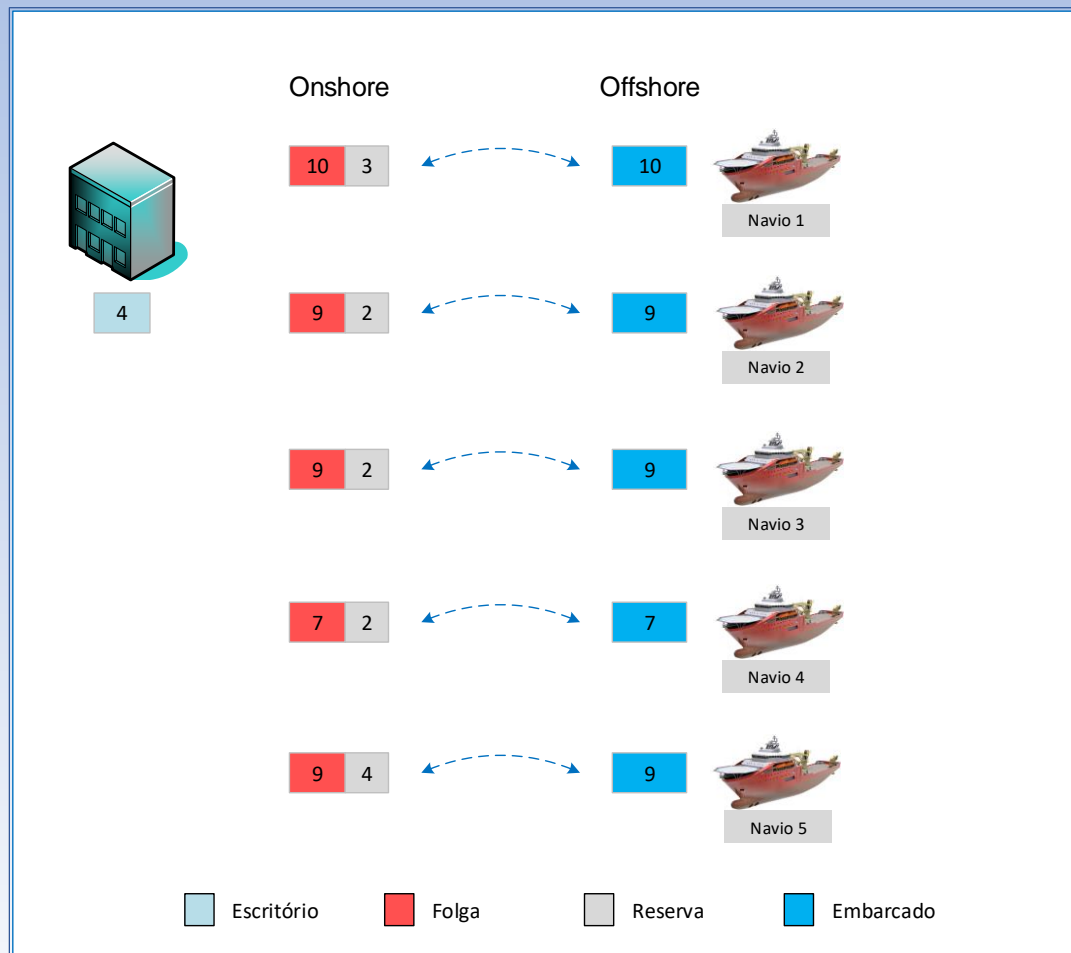 Onshore Offshore
10 3 10
Navio 1
4 9 2 9
Navio 2
9 2 9
Navio 3
7 2 7
Navio 4
9 4 9
Navio 5
Escritório Folga Reserva Embarcado